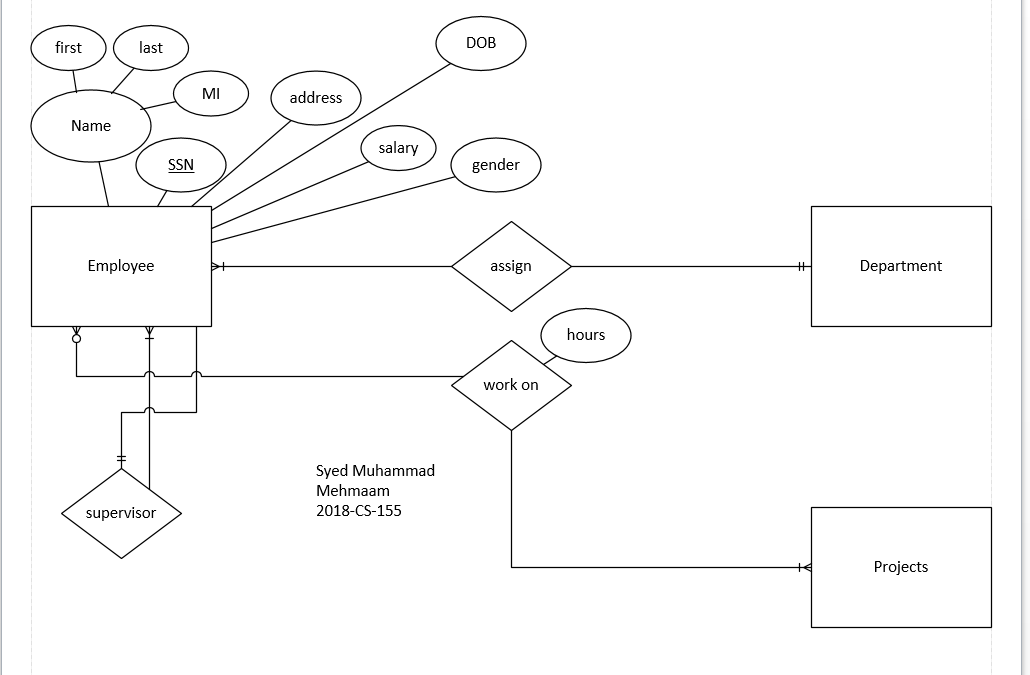 first
last
DOB
MI
address
Name
salary
SSN
gender
Employee
assign
Department
hours
work on
Syed Muhammad
Mehmaam
2018-CS-155
supervisor
Projects